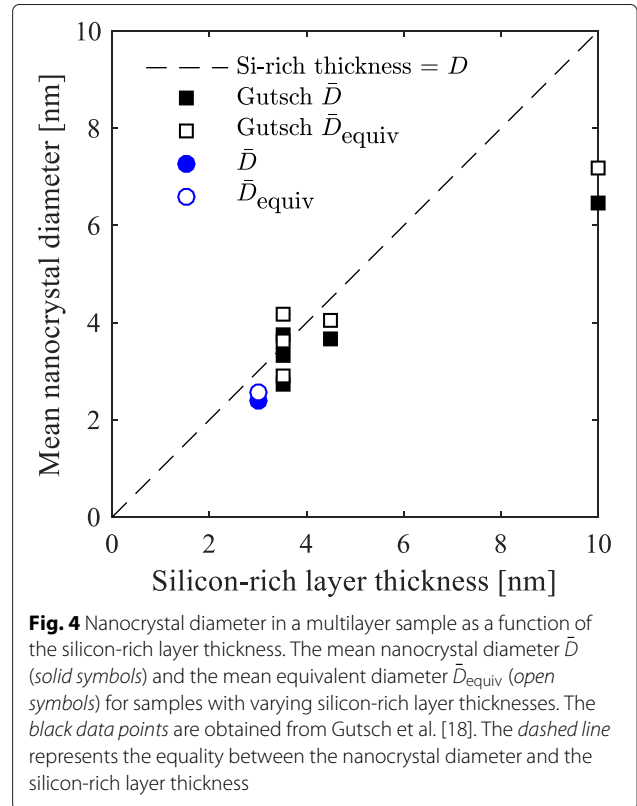 10
8
6
4
2
0
0 2 4 6 8 10
Mean nanocrystal diameter [nm]
Silicon-rich layer thickness [nm]
Si-rich thickness = D
Gutsch D̄
Gutsch D̄equiv
D̄
D̄equiv
Fig. 4 Nanocrystal diameter in a multilayer sample as a function of
the silicon-rich layer thickness. The mean nanocrystal diameter D̄
(solid symbols) and the mean equivalent diameter D̄equiv (open
symbols) for samples with varying silicon-rich layer thicknesses. The
black data points are obtained from Gutsch et al. [18]. The dashed line
represents the equality between the nanocrystal diameter and the
silicon-rich layer thickness